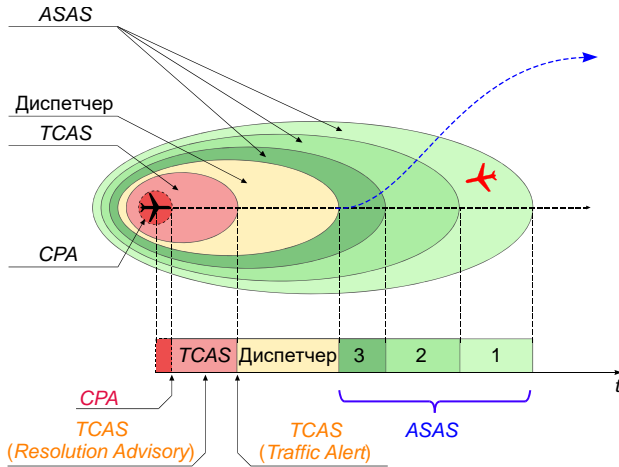 ASAS
Диспетчер
TCAS
CPA
TCAS Диспетчер 3 2 1
t
CPA
ASAS
TCAS
(Resolution Advisory)
TCAS
(Traffic Alert)